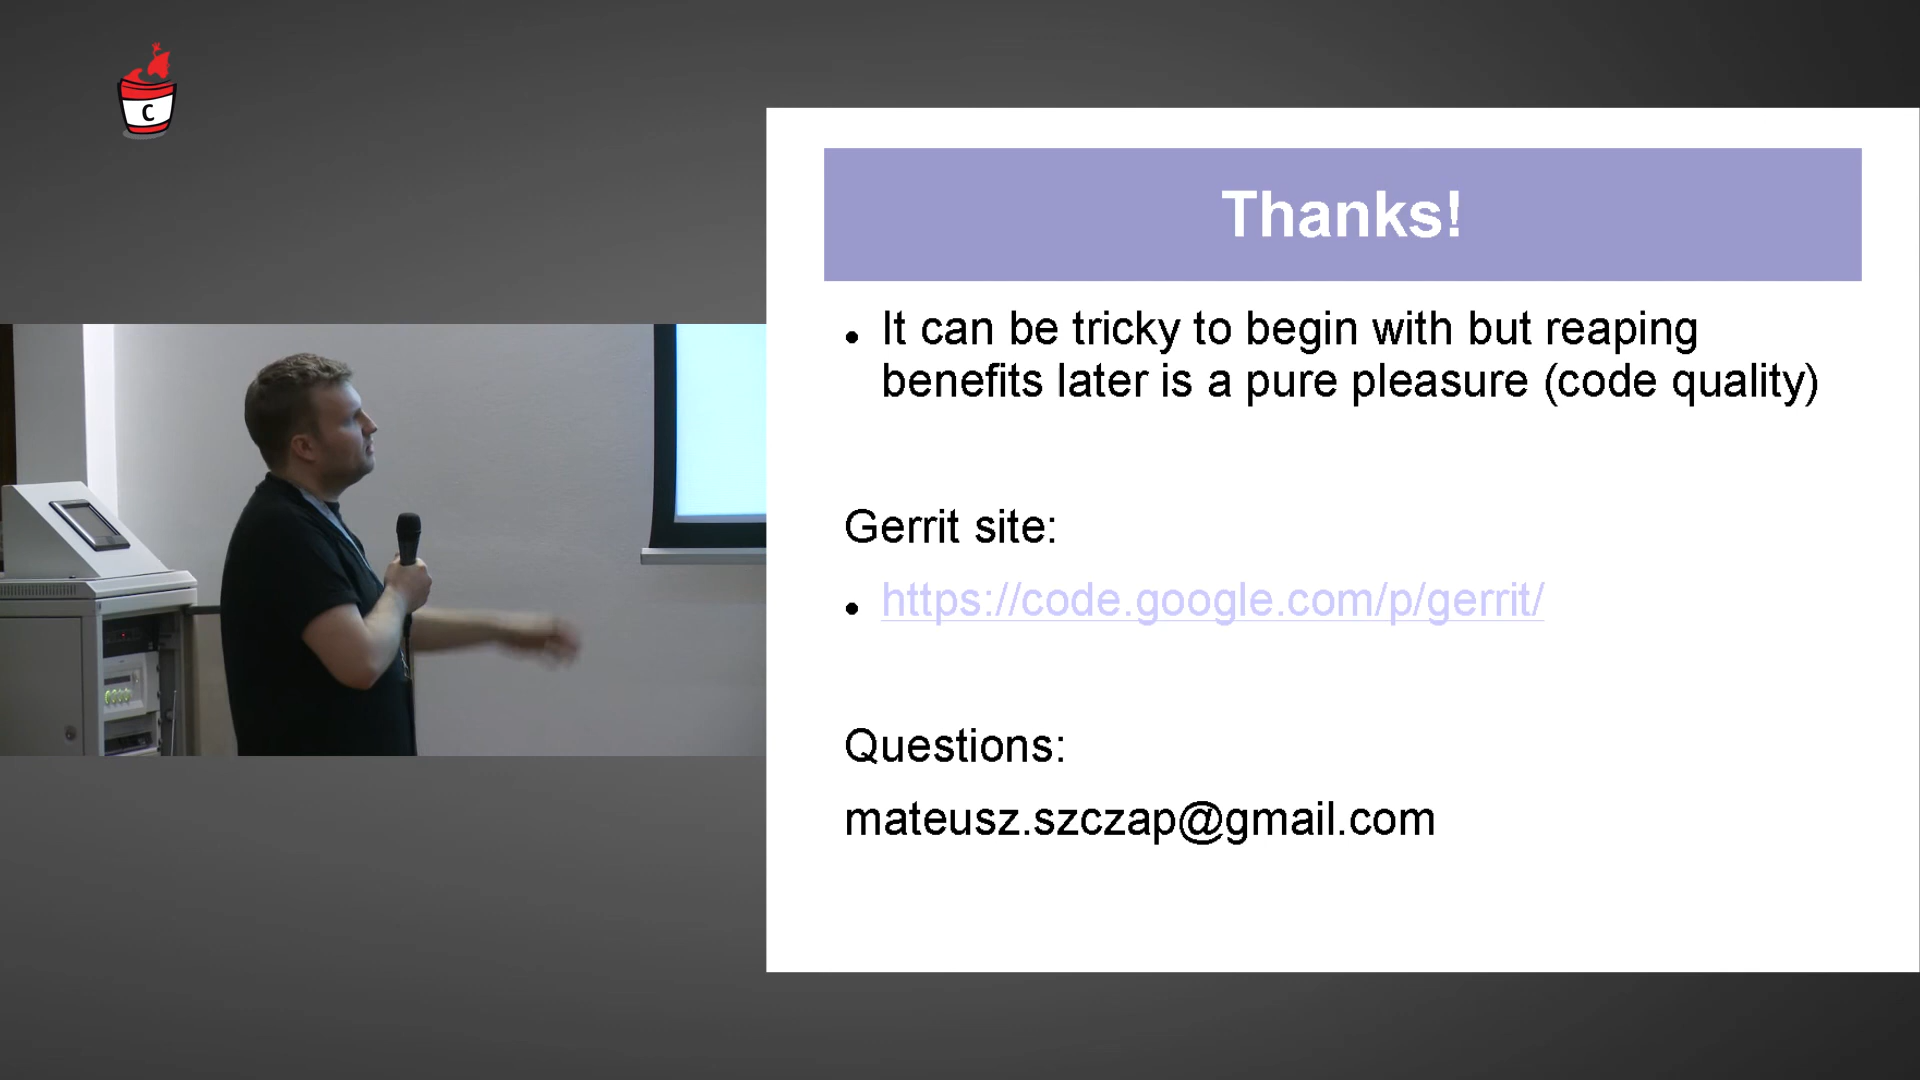 C
Thanks!
It can be tricky to begin with but reaping
benefits later is a pure pleasure (code quality)
Gerrit site:
https://code.google.com/p/gerrit/
Questions:
mateusz.szczap@gmail.com